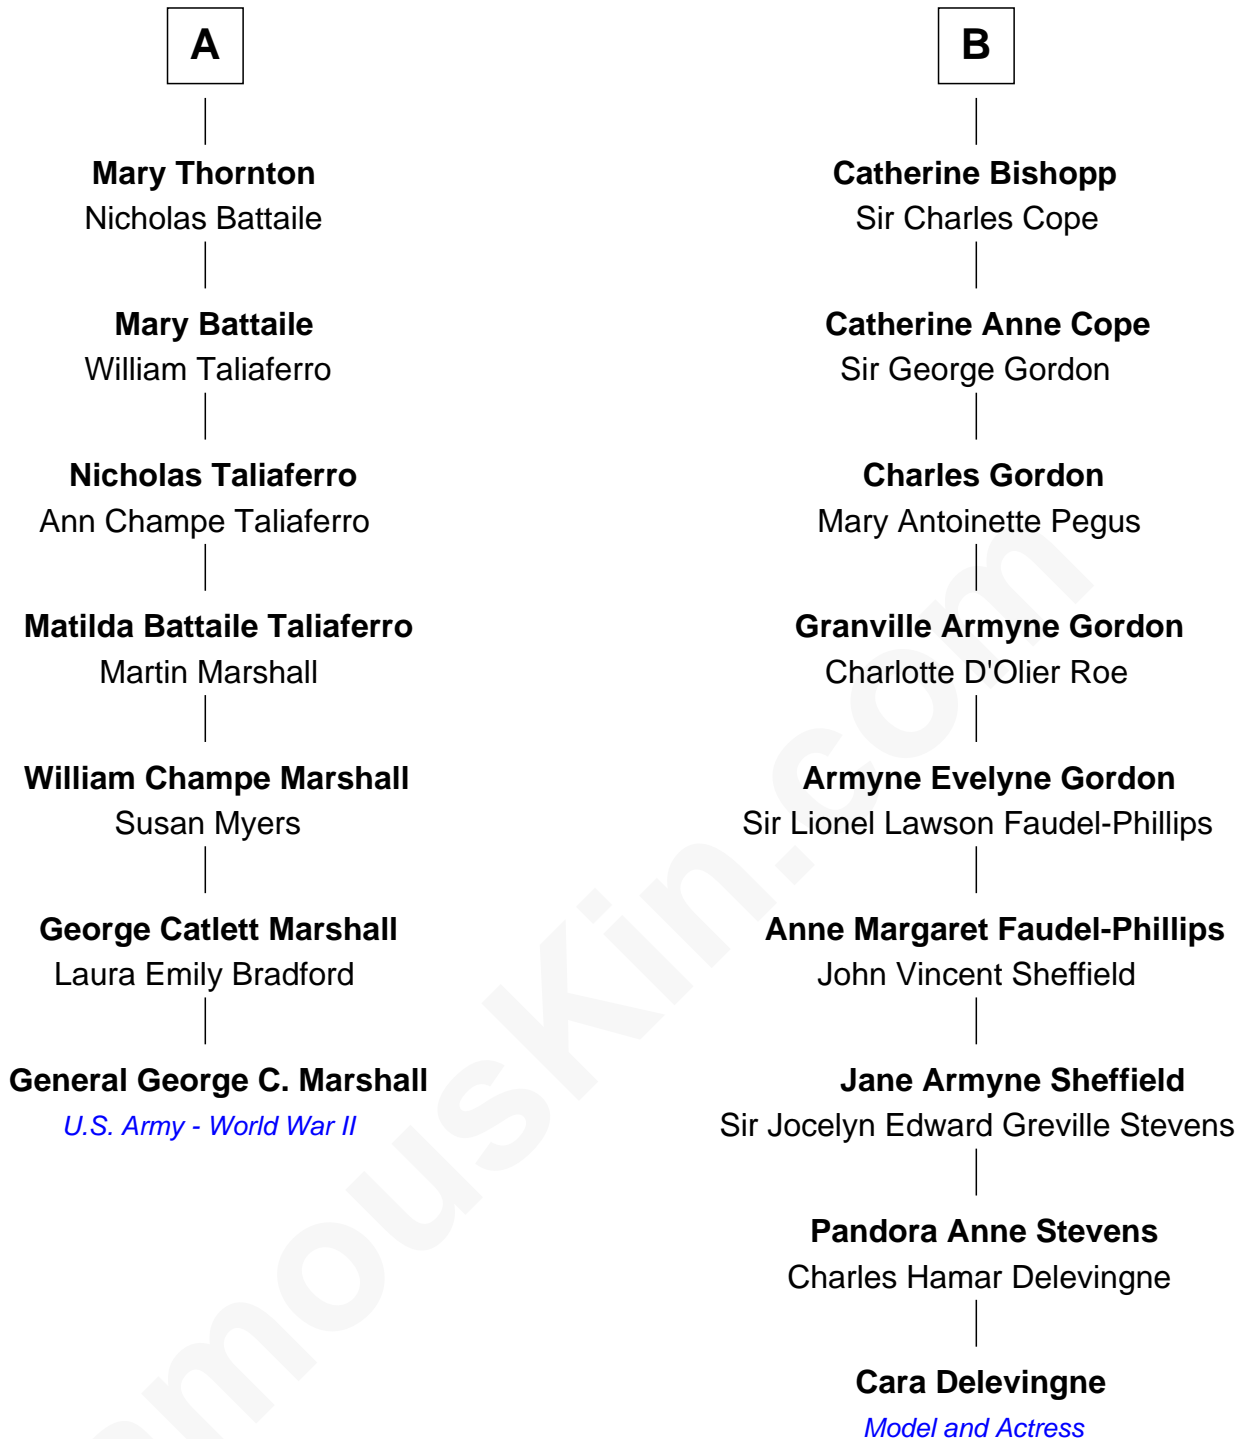 A
Mary Thornton
Nicholas Battaile
Mary Battaile
William Taliaferro
Nicholas Taliaferro
Ann Champe Taliaferro
Matilda Battaile Taliaferro
Martin Marshall
William Champe Marshall
Susan Myers
George Catlett Marshall
Laura Emily Bradford
General George C. Marshall
U.S. Army - World War II
B
Catherine Bishopp
Sir Charles Cope
Catherine Anne Cope
Sir George Gordon
Charles Gordon
Mary Antoinette Pegus
Granville Armyne Gordon
Charlotte D'Olier Roe
Armyne Evelyne Gordon
Sir Lionel Lawson Faudel-Phillips
Anne Margaret Faudel-Phillips
John Vincent Sheffield
Jane Armyne Sheffield
Sir Jocelyn Edward Greville Stevens
Pandora Anne Stevens
Charles Hamar Delevingne
Cara Delevingne
Model and Actress
amousKin.com